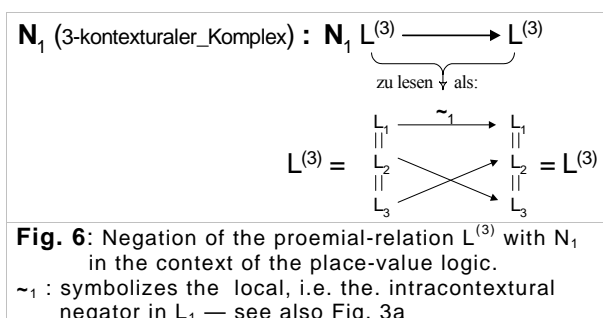 N₁ (3-kontexturaler_Komplex) : N₁ L⁽³⁾ ⟶ L⁽³⁾
zu lesen als:
~₁
L₁ L₁
L⁽³⁾ = L₂ L₂ = L⁽³⁾
L₃ L₃
Fig. 6: Negation of the proemial-relation L⁽³⁾ with N₁
in the context of the place-value logic.
~₁ : symbolizes the local, i.e. the. intracontextural
negator in L₁ — see also Fig. 3a